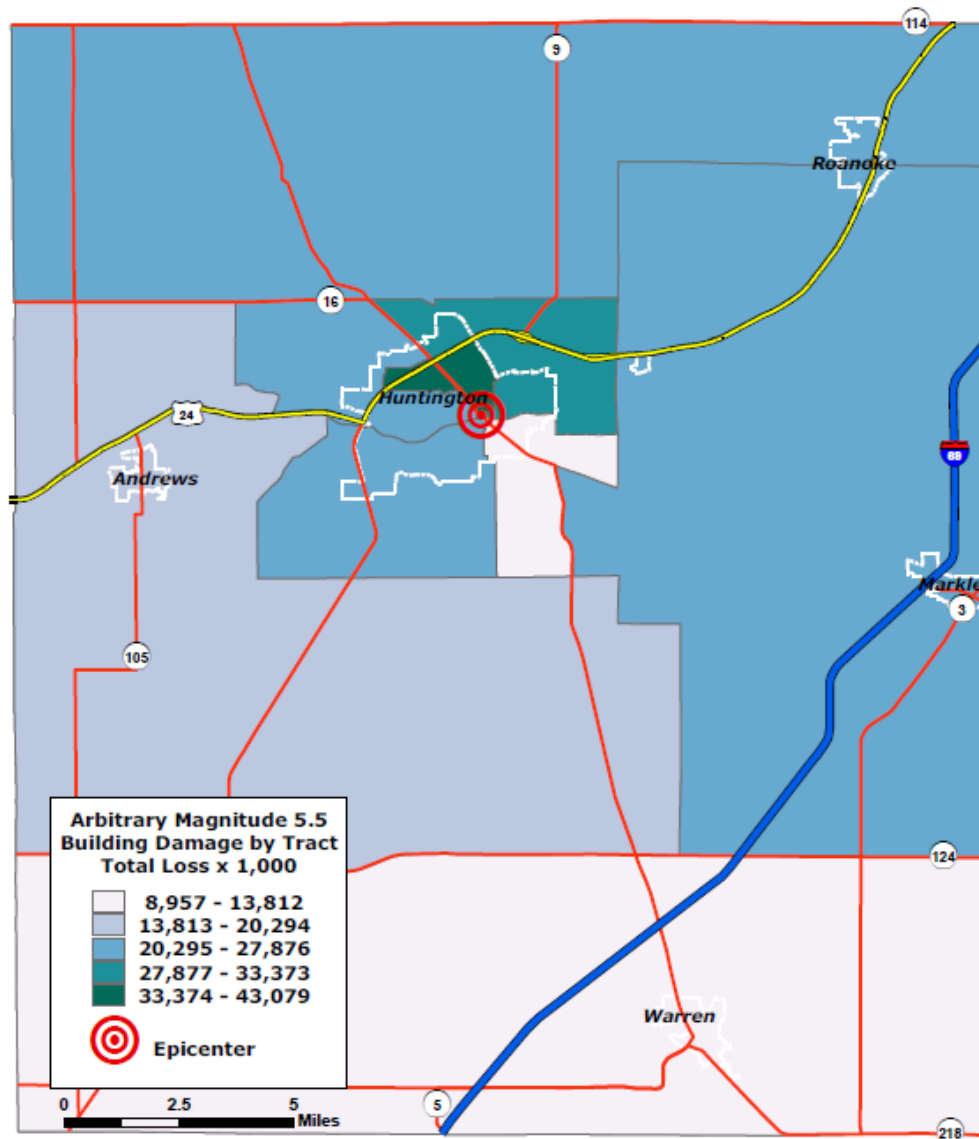 114
9
Roanoke
16
Huntington
24
Andrews
69
Markle
3
105
Arbitrary Magnitude 5.5
Building Damage by Tract
Total Loss x 1,000
8,957 - 13,812
13,813 - 20,294
20,295 - 27,876
27,877 - 33,373
33,374 - 43,079
Epicenter
124
Warren
0 2.5 5
Miles
5
218